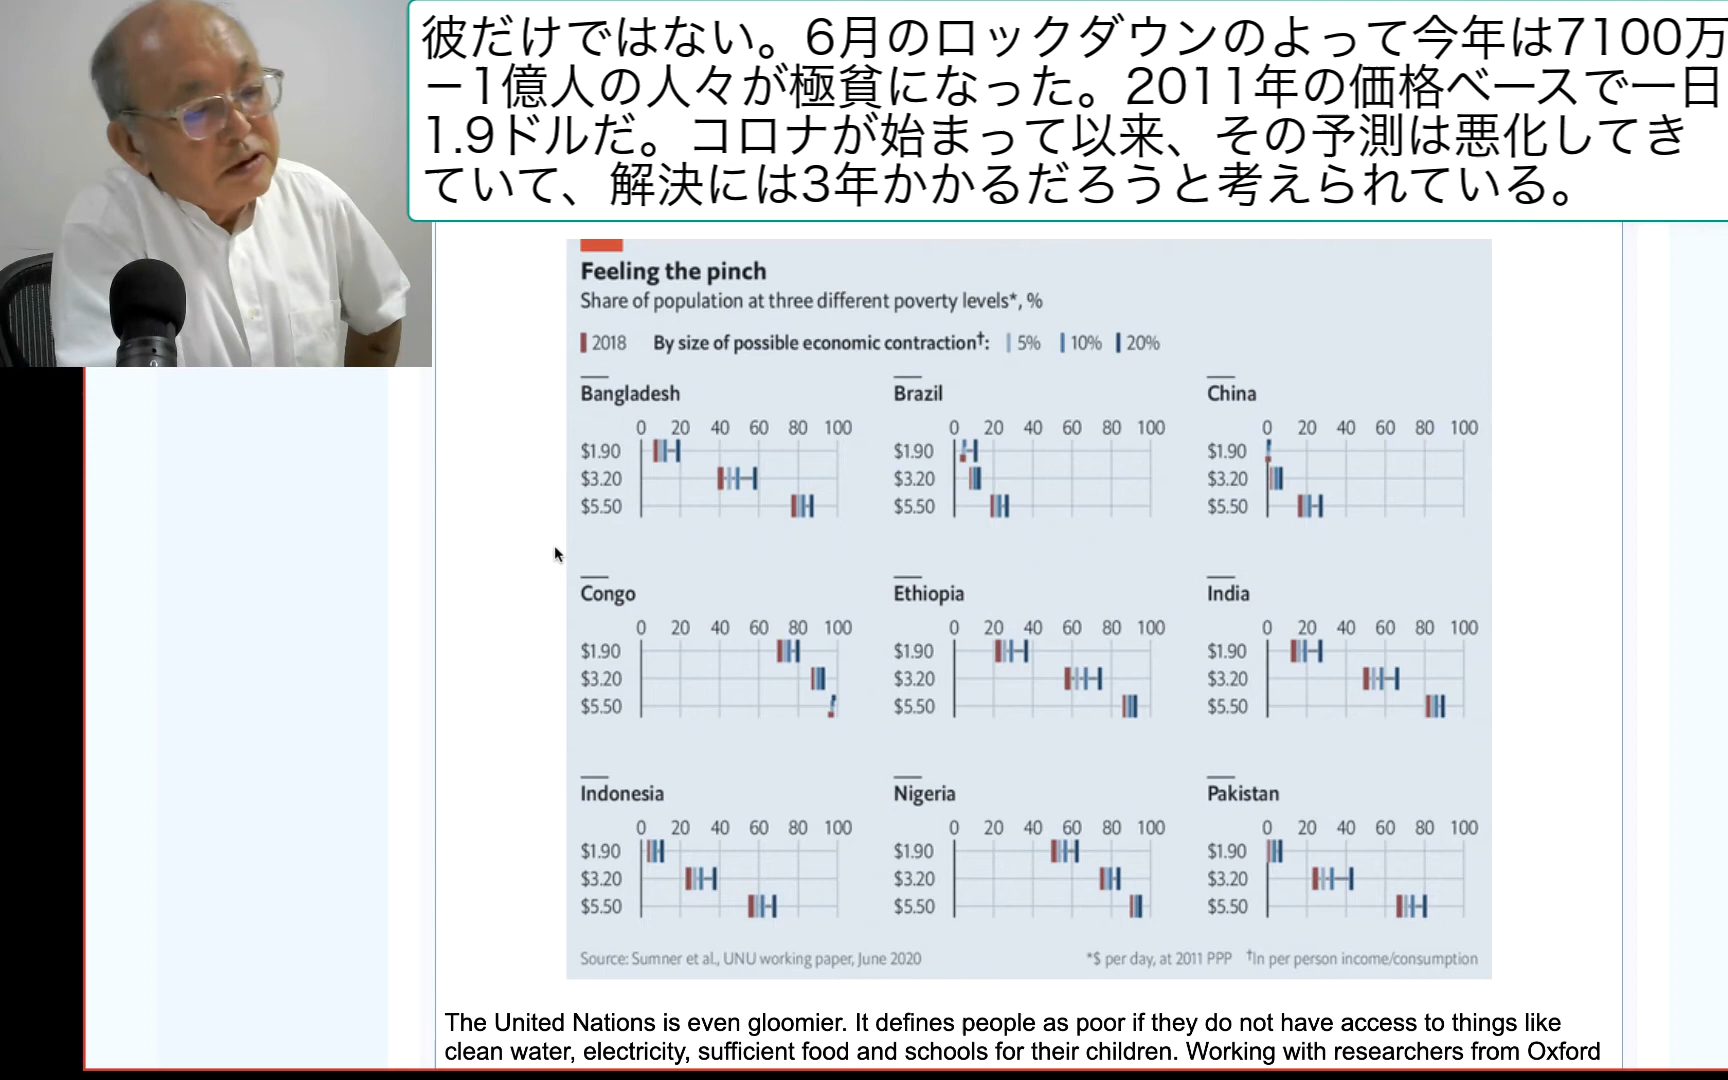 彼だけではない。6月のロックダウンのよって今年は7100万
−1億人の人々が極貧になった。2011年の価格ベースで一日
1.9ドルだ。コロナが始まって以来、その予測は悪化してき
ていて、解決には3年かかるだろうと考えられている。
Feeling the pinch
Share of population at three different poverty levels*, %
2018 By size of possible economic contraction†: 5% 10% 20%
Bangladesh Brazil China
0 20 40 60 80 100 0 20 40 60 80 100 0 20 40 60 80 100
$1.90 $1.90 $1.90
$3.20 $3.20 $3.20
$5.50 $5.50 $5.50
Congo Ethiopia India
0 20 40 60 80 100 0 20 40 60 80 100 0 20 40 60 80 100
$1.90 $1.90 $1.90
$3.20 $3.20 $3.20
$5.50 $5.50 $5.50
Indonesia Nigeria Pakistan
0 20 40 60 80 100 0 20 40 60 80 100 0 20 40 60 80 100
$1.90 $1.90 $1.90
$3.20 $3.20 $3.20
$5.50 $5.50 $5.50
Source: Sumner et al., UNU working paper, June 2020 *$ per day, at 2011 PPP †In per person income/consumption
The United Nations is even gloomier. It defines people as poor if they do not have access to things like
clean water, electricity, sufficient food and schools for their children. Working with researchers from Oxford